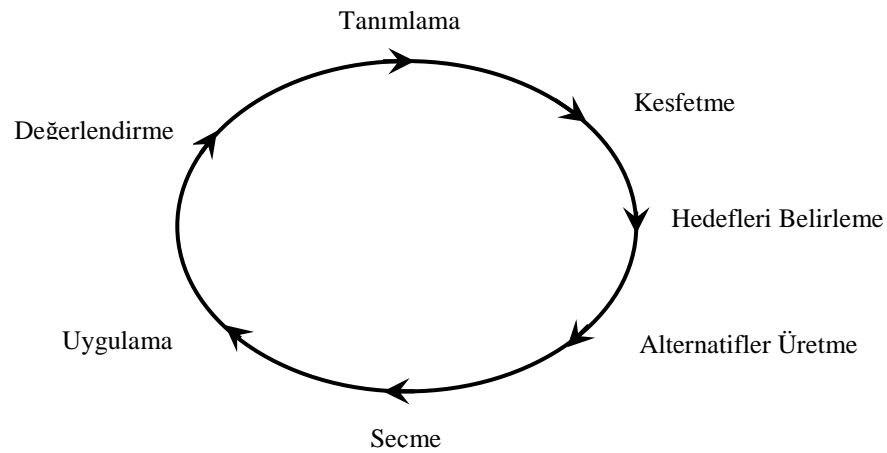 Tanımlama
Kesfetme
Değerlendirme
Hedefleri Belirleme
Uygulama
Alternatifler Üretme
Secme